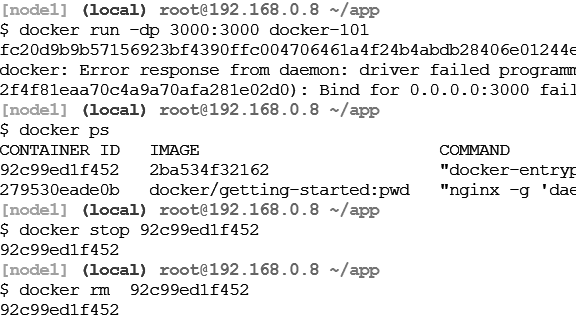 [node1] (local) root@192.168.0.8 ~/app
$ docker run -dp 3000:3000 docker-101
fc20d9b9b57156923bf4390ffc004706461a4f24b4abdb28406e01244e
docker: Error response from daemon: driver failed programm
2f4f81eaa70c4a9a70afa281e02d0): Bind for 0.0.0.0:3000 fail
[node1] (local) root@192.168.0.8 ~/app
$ docker ps
CONTAINER ID IMAGE COMMAND
92c99ed1f452 2ba534f32162 "docker-entryp
279530eade0b docker/getting-started:pwd "nginx -g 'dae
[node1] (local) root@192.168.0.8 ~/app
$ docker stop 92c99ed1f452
92c99ed1f452
[node1] (local) root@192.168.0.8 ~/app
$ docker rm 92c99ed1f452
92c99ed1f452